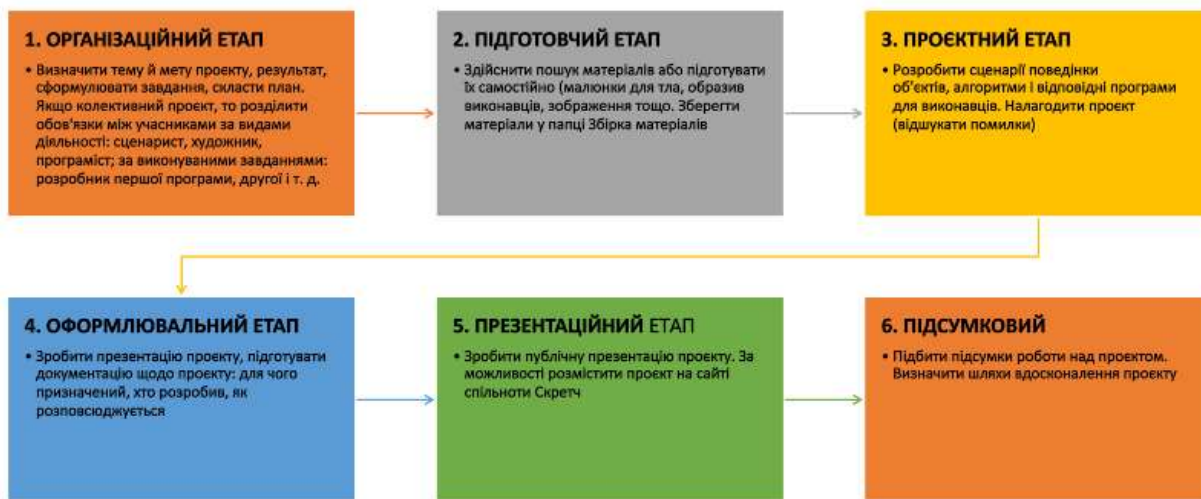 1. ОРГАНІЗАЦІЙНИЙ ЕТАП
• Визначити тему й мету проєкту, результат,
сформулювати завдання, скласти план.
Якщо колективний проєкт, то розділити
обов'язки між учасниками за видами
діяльності: сценарист, художник,
програміст; за виконуваними завданнями:
розробник першої програми, другої і т. д.
2. ПІДГОТОВЧИЙ ЕТАП
• Здійснити пошук матеріалів або підготувати
їх самостійно (малюнки для тла, образив
виконавців, зображення тощо. Зберегти
матеріали у папці Збірка матеріалів
3. ПРОЄКТНИЙ ЕТАП
• Розробити сценарії поведінки
об'єктів, алгоритми і відповідні програми
для виконавців. Налагодити проєкт
(відшукати помилки)
4. ОФОРМЛЮВАЛЬНИЙ ЕТАП
• Зробити презентацію проєкту, підготувати
документацію щодо проєкту: для чого
призначений, хто розробив, як
розповсюджується
5. ПРЕЗЕНТАЦІЙНИЙ ЕТАП
• Зробити публічну презентацію проєкту. За
можливості розмістити проєкт на сайті
спільноти Скретч
6. ПІДСУМКОВИЙ
• Підбити підсумки роботи над проєктом.
Визначити шляхи вдосконалення проєкту